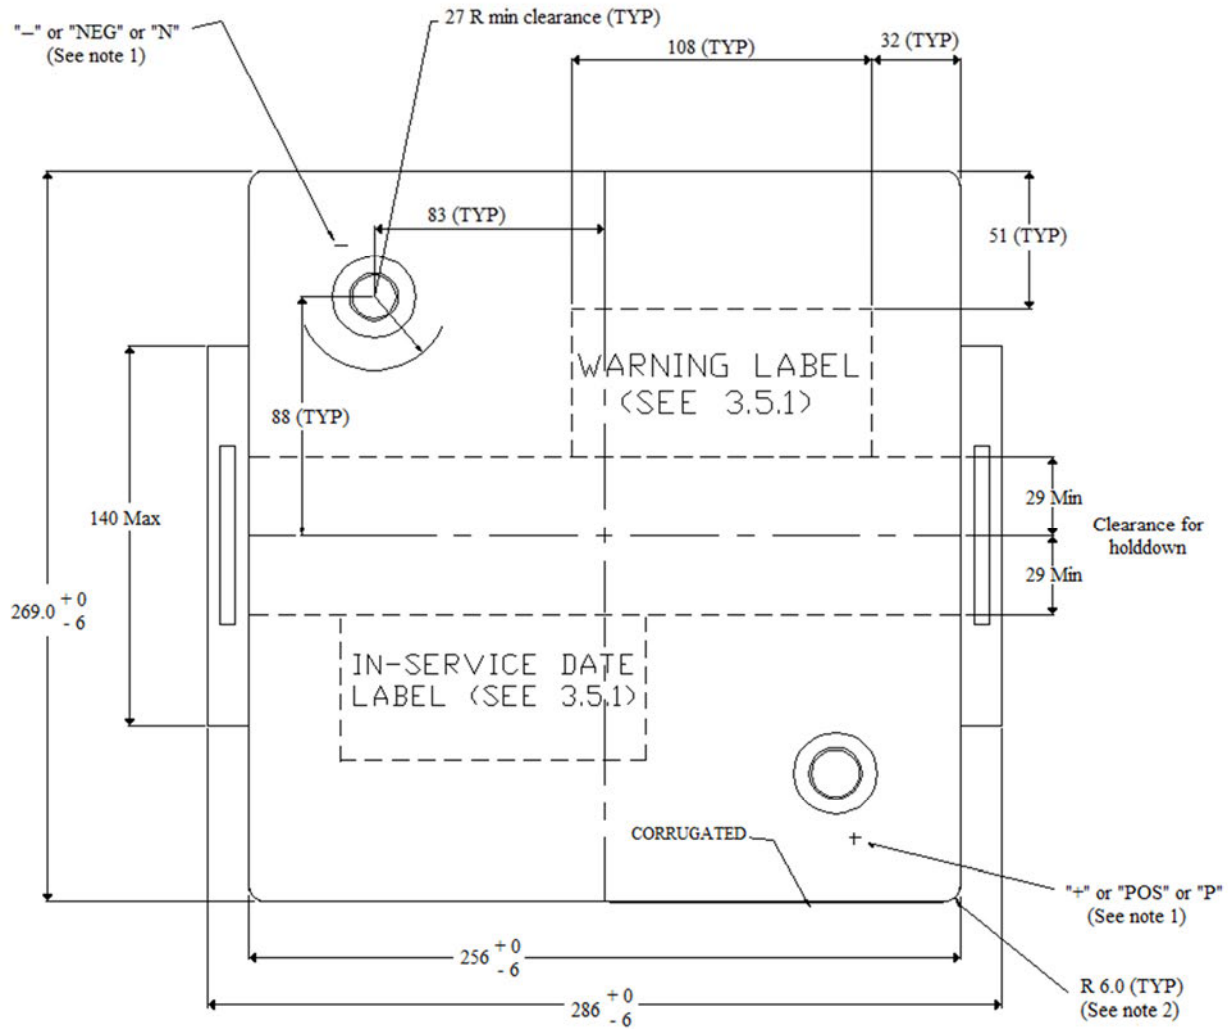 "—" or "NEG" or "N"
(See note 1)
27 R min clearance (TYP)
108 (TYP)
32 (TYP)
83 (TYP)
51 (TYP)
WARNING LABEL
(SEE 3.5.1)
88 (TYP)
140 Max
29 Min
Clearance for
holddown
29 Min
269.0 + 0
- 6
IN-SERVICE DATE
LABEL (SEE 3.5.1)
CORRUGATED
"+" or "POS" or "P"
(See note 1)
256 + 0
- 6
R 6.0 (TYP)
(See note 2)
286 + 0
- 6